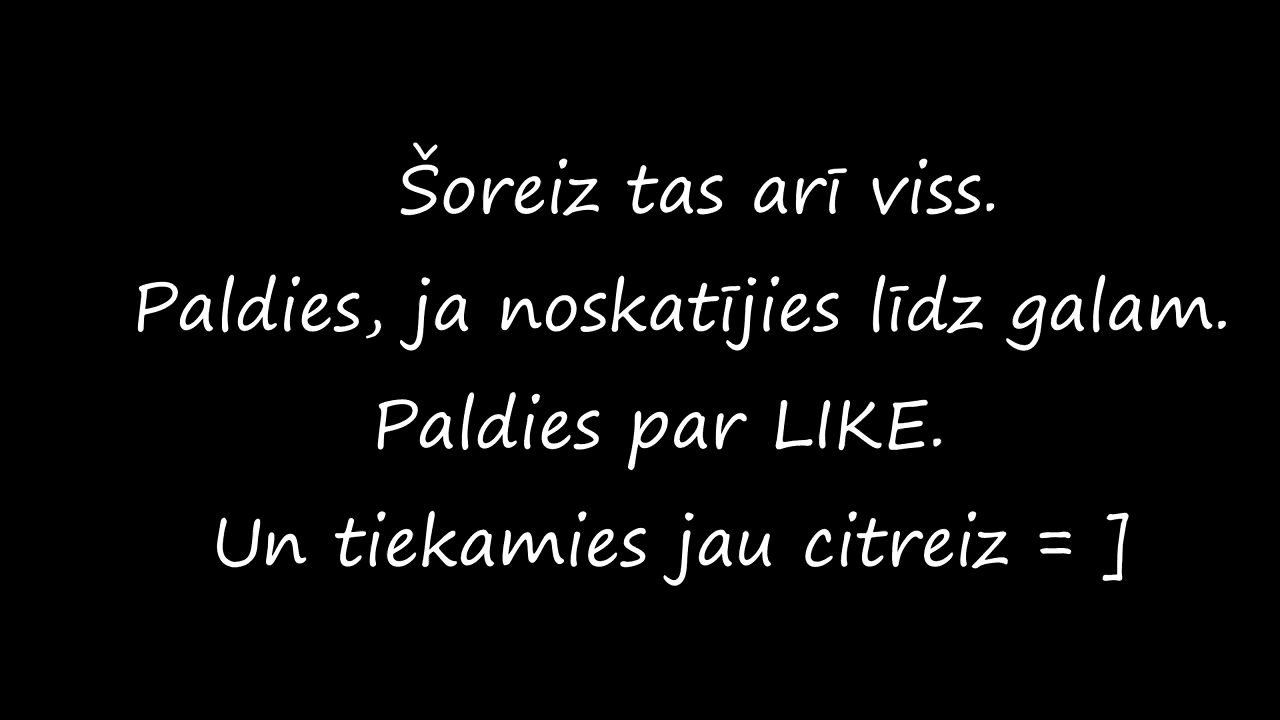 Šoreiz tas arī viss.
Paldies, ja noskatījies līdz galam.
Paldies par LIKE.
Un tiekamies jau citreiz = ]